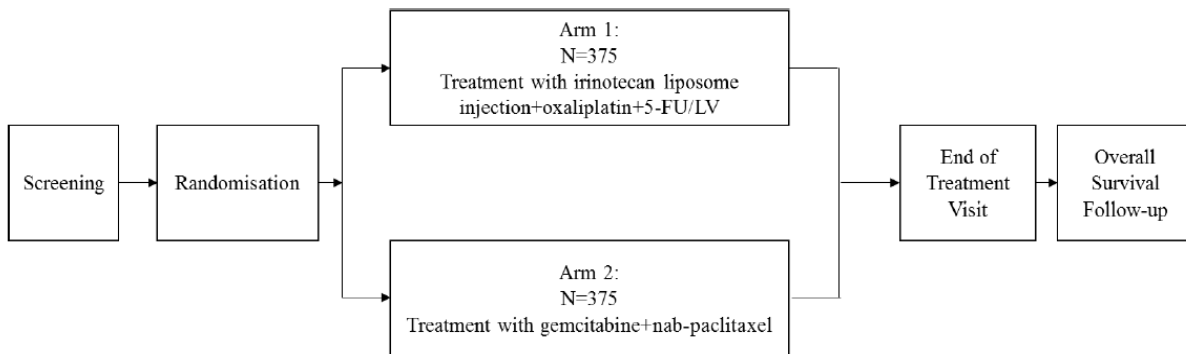 Screening
Randomisation
Arm 1:
N=375
Treatment with irinotecan liposome
injection+oxaliplatin+5-FU/LV
Arm 2:
N=375
Treatment with gemcitabine+nab-paclitaxel
End of
Treatment
Visit
Overall
Survival
Follow-up